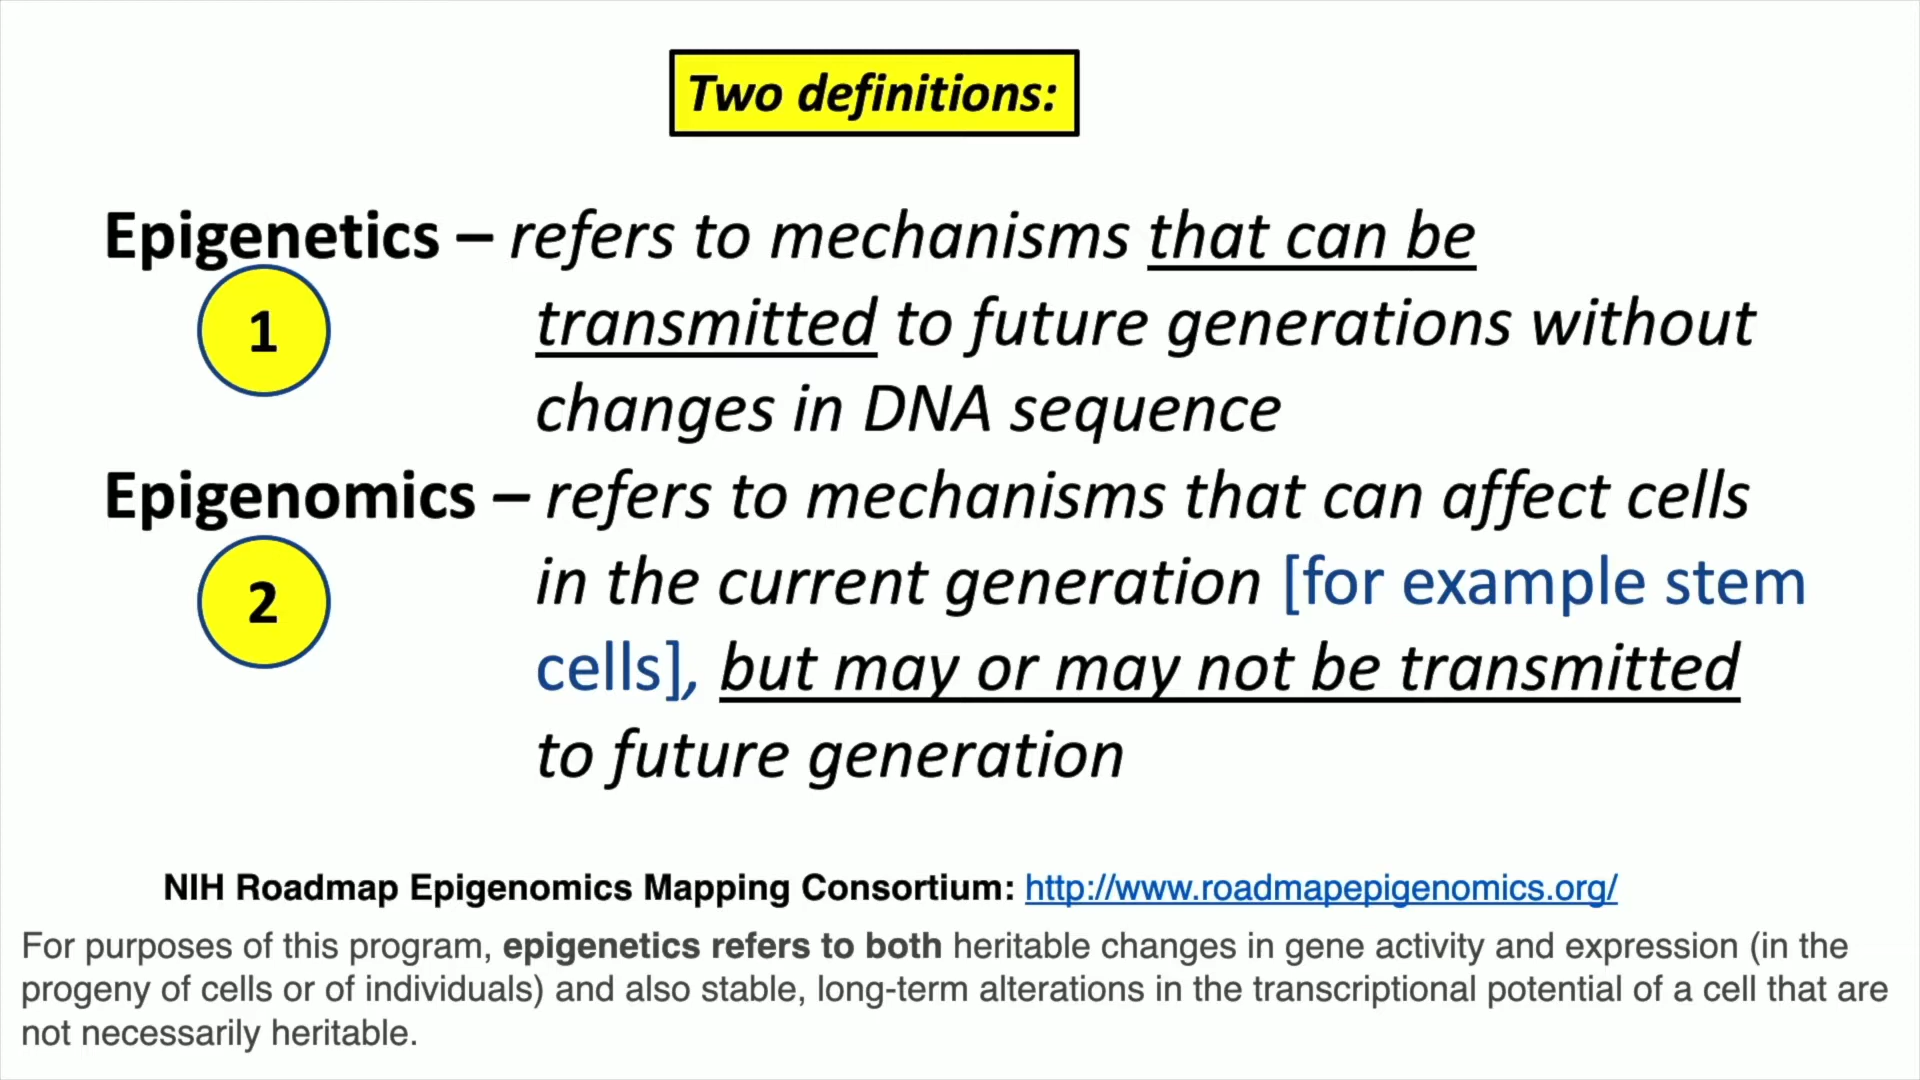 Two definitions:
Epigenetics – refers to mechanisms that can be
1
transmitted to future generations without
changes in DNA sequence
Epigenomics – refers to mechanisms that can affect cells
2
in the current generation [for example stem
cells], but may or may not be transmitted
to future generation
NIH Roadmap Epigenomics Mapping Consortium: http://www.roadmapepigenomics.org/
For purposes of this program, epigenetics refers to both heritable changes in gene activity and expression (in the
progeny of cells or of individuals) and also stable, long-term alterations in the transcriptional potential of a cell that are
not necessarily heritable.